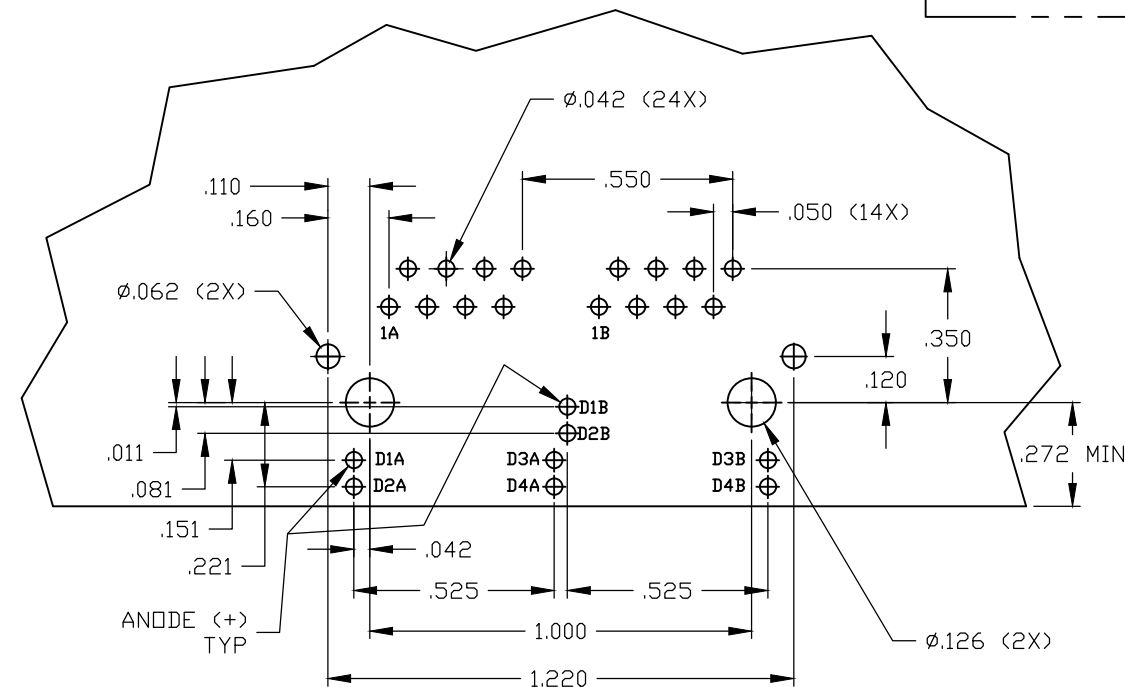 Ø.042 (24X)
.110
.550
.160
.050 (14X)
Ø.062 (2X)
1A
1B
.350
.120
D1B
D2B
.011
D1A
D3A
D3B
.272 MIN
.081
D2A
D4A
D4B
.151
.042
.221
.525
.525
ANODE (+)
TYP
1.000
Ø.126 (2X)
1.220